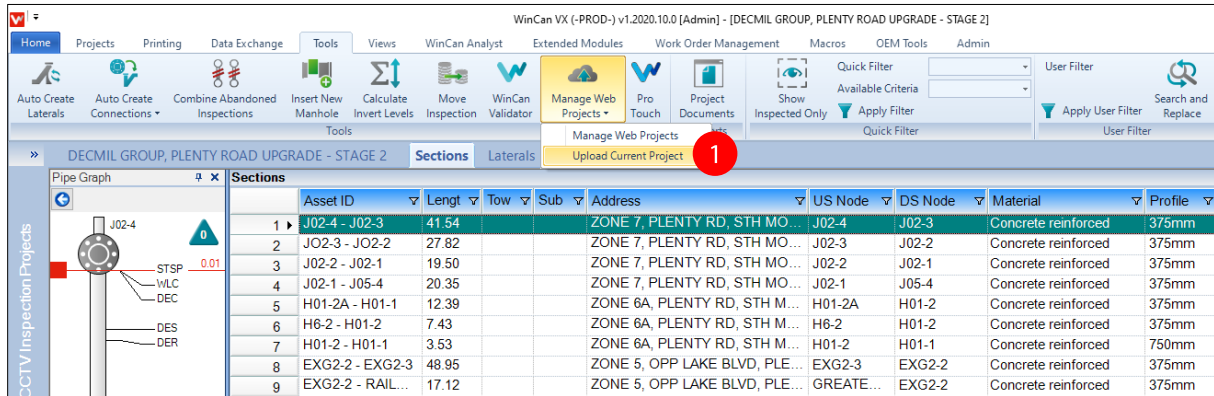 WinCan VX (-PROD-) v1.2020.10.0 [Admin] - [DECMIL GROUP, PLENTY ROAD UPGRADE - STAGE 2]
Home Projects Printing Data Exchange Tools Views WinCan Analyst Extended Modules Work Order Management Macros OEM Tools Admin
Auto Create Laterals
Auto Create Connections
Combine Abandoned Inspections
Insert New Manhole
Calculate Invert Levels
Move Inspection
WinCan Validator
Manage Web Projects
Pro Touch
Project Documents
Show Inspected Only
Quick Filter
Available Criteria
Apply Filter
User Filter
Apply User Filter
Search and Replace
Tools
Quick Filter
User Filter
Manage Web Projects
Upload Current Project
1
» DECMIL GROUP, PLENTY ROAD UPGRADE - STAGE 2 Sections Laterals
Pipe Graph
Sections
J02-4
0
0.01
STSP
WLC
DEC
DES
DER
CCTV Inspection Projects
Asset ID Lengt Tow Sub Address US Node DS Node Material Profile
1 J02-4 - J02-3 41.54 ZONE 7, PLENTY RD, STH MO... J02-4 J02-3 Concrete reinforced 375mm
2 JO2-3 - JO2-2 27.82 ZONE 7, PLENTY RD, STH MO... J02-3 J02-2 Concrete reinforced 375mm
3 J02-2 - J02-1 19.50 ZONE 7, PLENTY RD, STH MO... J02-2 J02-1 Concrete reinforced 375mm
4 J02-1 - J05-4 20.35 ZONE 7, PLENTY RD, STH MO... J02-1 J05-4 Concrete reinforced 375mm
5 H01-2A - H01-1 12.39 ZONE 6A, PLENTY RD, STH M... H01-2A H01-2 Concrete reinforced 375mm
6 H6-2 - H01-2 7.43 ZONE 6A, PLENTY RD, STH M... H6-2 H01-2 Concrete reinforced 375mm
7 H01-2 - H01-1 3.53 ZONE 6A, PLENTY RD, STH M... H01-2 H01-1 Concrete reinforced 750mm
8 EXG2-2 - EXG2-3 48.95 ZONE 5, OPP LAKE BLVD, PLE... EXG2-3 EXG2-2 Concrete reinforced 375mm
9 EXG2-2 - RAIL... 17.12 ZONE 5, OPP LAKE BLVD, PLE... GREATE... EXG2-2 Concrete reinforced 375mm